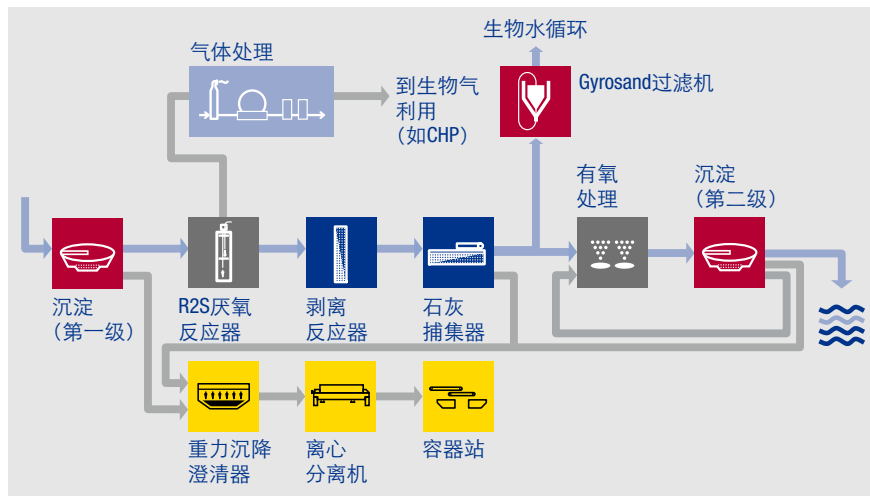 生物水循环
气体处理
到生物气
利用
（如CHP）
Gyrosand过滤机
有氧
处理
沉淀
（第二级）
沉淀
（第一级）
R2S厌氧
反应器
剥离
反应器
石灰
捕集器
重力沉降
澄清器
离心
分离机
容器站